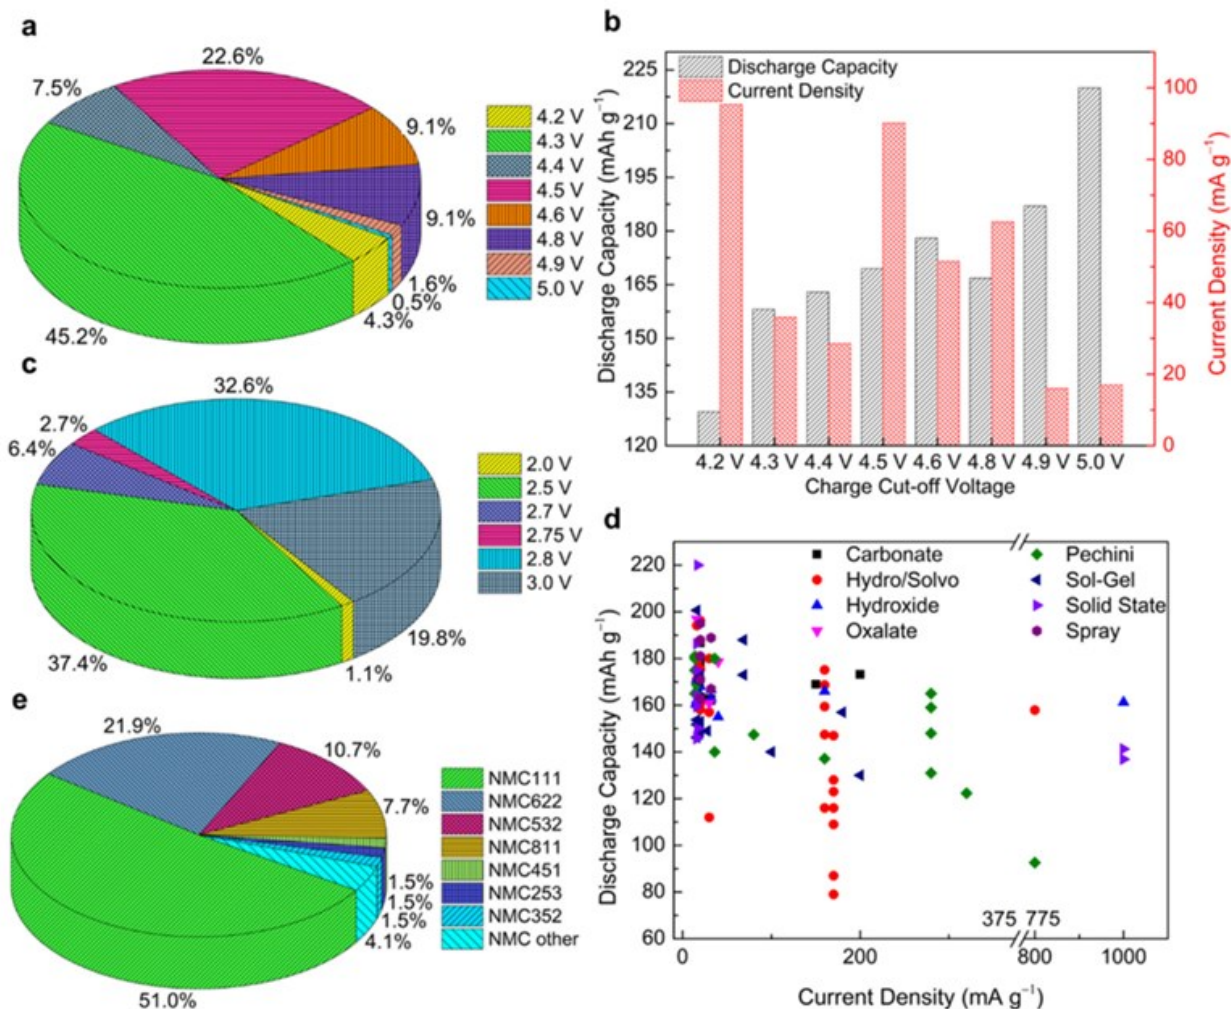 a
22.6%
7.5%
9.1%
9.1%
1.6%
0.5%
4.3%
45.2%
4.2 V
4.3 V
4.4 V
4.5 V
4.6 V
4.8 V
4.9 V
5.0 V
b
Discharge Capacity
Current Density
Discharge Capacity (mAh g⁻¹)
225
210
195
180
165
150
135
120
100
80
60
40
20
0
Current Density (mA g⁻¹)
4.2 V 4.3 V 4.4 V 4.5 V 4.6 V 4.8 V 4.9 V 5.0 V
Charge Cut-off Voltage
c
32.6%
2.7%
6.4%
19.8%
1.1%
37.4%
2.0 V
2.5 V
2.7 V
2.75 V
2.8 V
3.0 V
d
Carbonate
Hydro/Solvo
Hydroxide
Oxalate
Pechini
Sol-Gel
Solid State
Spray
Discharge Capacity (mAh g⁻¹)
220
200
180
160
140
120
100
80
60
375 775
0 200 800 1000
Current Density (mA g⁻¹)
e
21.9%
10.7%
7.7%
1.5%
1.5%
1.5%
4.1%
51.0%
NMC111
NMC622
NMC532
NMC811
NMC451
NMC253
NMC352
NMC other